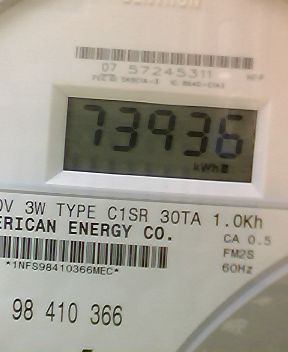 07 57245311
73936
kWh
0V 3W TYPE C1SR 30TA 1.0Kh
ERICAN ENERGY CO.
CA 0.5
FM2S
60Hz
*1NFS98410366MEC*
98 410 366